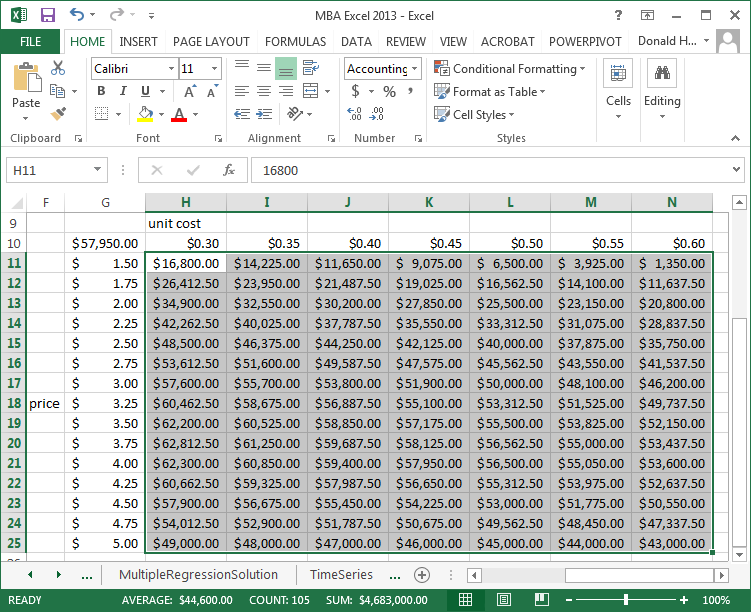 MBA Excel 2013 - Excel
FILE HOME INSERT PAGE LAYOUT FORMULAS DATA REVIEW VIEW ACROBAT POWERPIVOT Donald H...
Paste
Calibri 11
B I U A A
A
Accounting
$ % ,
Conditional Formatting
Format as Table
Cell Styles
Cells
Editing
Clipboard Font Alignment Number Styles
H11 fx 16800
F G H I J K L M N
9 unit cost
10 $57,950.00 $0.30 $0.35 $0.40 $0.45 $0.50 $0.55 $0.60
11 $ 1.50 $16,800.00 $14,225.00 $11,650.00 $ 9,075.00 $ 6,500.00 $ 3,925.00 $ 1,350.00
12 $ 1.75 $26,412.50 $23,950.00 $21,487.50 $19,025.00 $16,562.50 $14,100.00 $11,637.50
13 $ 2.00 $34,900.00 $32,550.00 $30,200.00 $27,850.00 $25,500.00 $23,150.00 $20,800.00
14 $ 2.25 $42,262.50 $40,025.00 $37,787.50 $35,550.00 $33,312.50 $31,075.00 $28,837.50
15 $ 2.50 $48,500.00 $46,375.00 $44,250.00 $42,125.00 $40,000.00 $37,875.00 $35,750.00
16 $ 2.75 $53,612.50 $51,600.00 $49,587.50 $47,575.00 $45,562.50 $43,550.00 $41,537.50
17 $ 3.00 $57,600.00 $55,700.00 $53,800.00 $51,900.00 $50,000.00 $48,100.00 $46,200.00
18 price $ 3.25 $60,462.50 $58,675.00 $56,887.50 $55,100.00 $53,312.50 $51,525.00 $49,737.50
19 $ 3.50 $62,200.00 $60,525.00 $58,850.00 $57,175.00 $55,500.00 $53,825.00 $52,150.00
20 $ 3.75 $62,812.50 $61,250.00 $59,687.50 $58,125.00 $56,562.50 $55,000.00 $53,437.50
21 $ 4.00 $62,300.00 $60,850.00 $59,400.00 $57,950.00 $56,500.00 $55,050.00 $53,600.00
22 $ 4.25 $60,662.50 $59,325.00 $57,987.50 $56,650.00 $55,312.50 $53,975.00 $52,637.50
23 $ 4.50 $57,900.00 $56,675.00 $55,450.00 $54,225.00 $53,000.00 $51,775.00 $50,550.00
24 $ 4.75 $54,012.50 $52,900.00 $51,787.50 $50,675.00 $49,562.50 $48,450.00 $47,337.50
25 $ 5.00 $49,000.00 $48,000.00 $47,000.00 $46,000.00 $45,000.00 $44,000.00 $43,000.00
... MultipleRegressionSolution TimeSeries ...
READY AVERAGE: $44,600.00 COUNT: 105 SUM: $4,683,000.00 100%